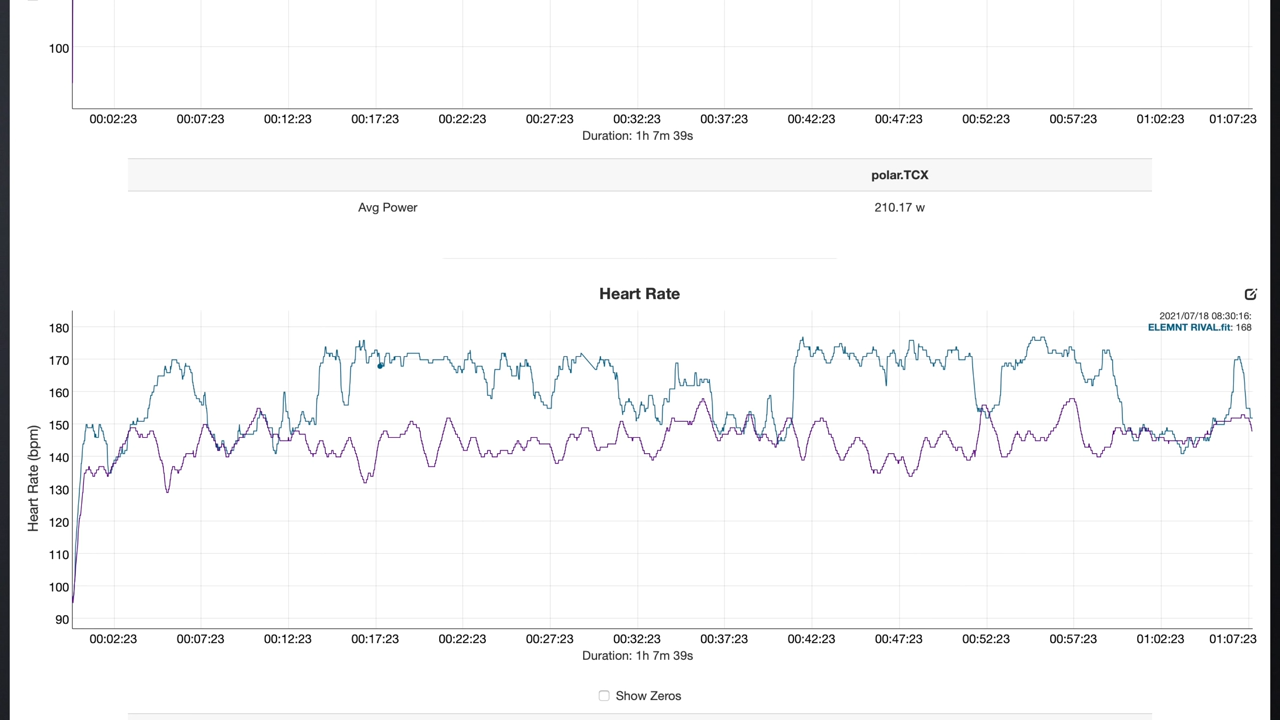 100
00:02:23 00:07:23 00:12:23 00:17:23 00:22:23 00:27:23 00:32:23 00:37:23 00:42:23 00:47:23 00:52:23 00:57:23 01:02:23 01:07:23
Duration: 1h 7m 39s
polar.TCX
Avg Power 210.17 w
Heart Rate
2021/07/18 08:30:16:
ELEMNT RIVAL.fit: 168
Heart Rate (bpm)
180
170
160
150
140
130
120
110
100
90
00:02:23 00:07:23 00:12:23 00:17:23 00:22:23 00:27:23 00:32:23 00:37:23 00:42:23 00:47:23 00:52:23 00:57:23 01:02:23 01:07:23
Duration: 1h 7m 39s
Show Zeros